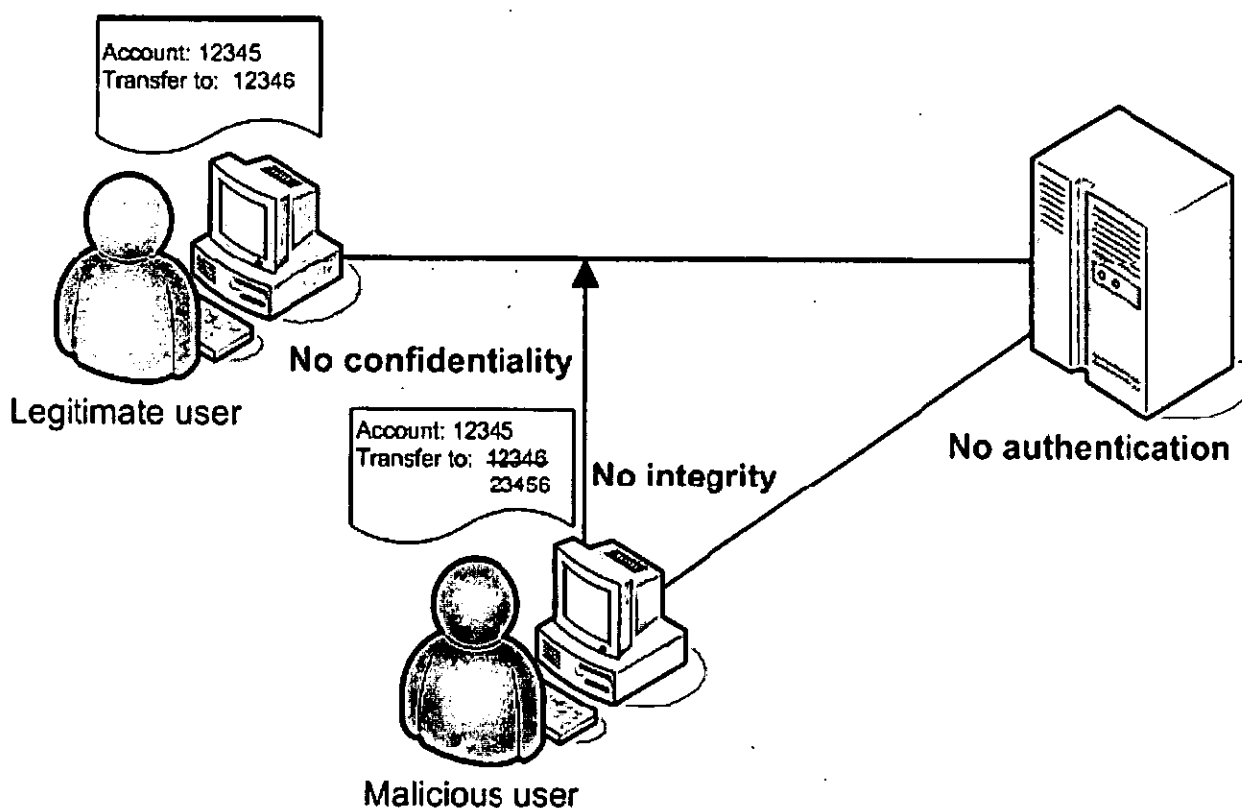 Account: 12345
Transfer to: 12346
No confidentiality
Legitimate user
Account: 12345
Transfer to: 12346
23456
No integrity
No authentication
Malicious user